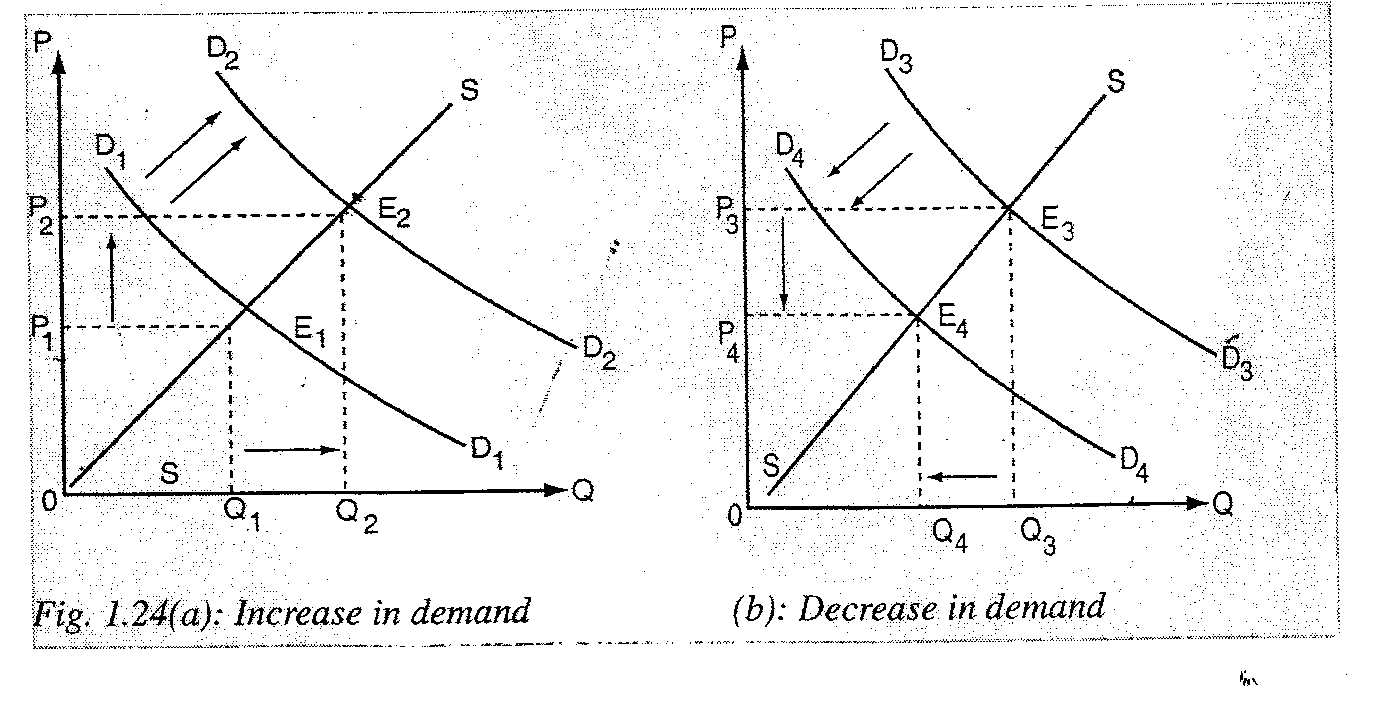 P
D2
S
D1
P2
E2
P1
E1
D2
D1
S
0
Q1
Q2
Q
P
D3
S
D4
P3
E3
P4
E4
D3
D4
S
0
Q4
Q3
Q
Fig. 1.24(a): Increase in demand
(b): Decrease in demand